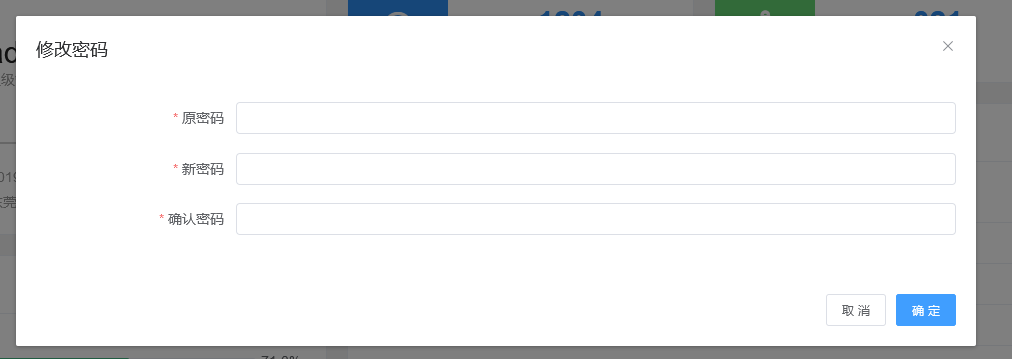 修改密码
* 原密码
* 新密码
* 确认密码
取 消
确 定